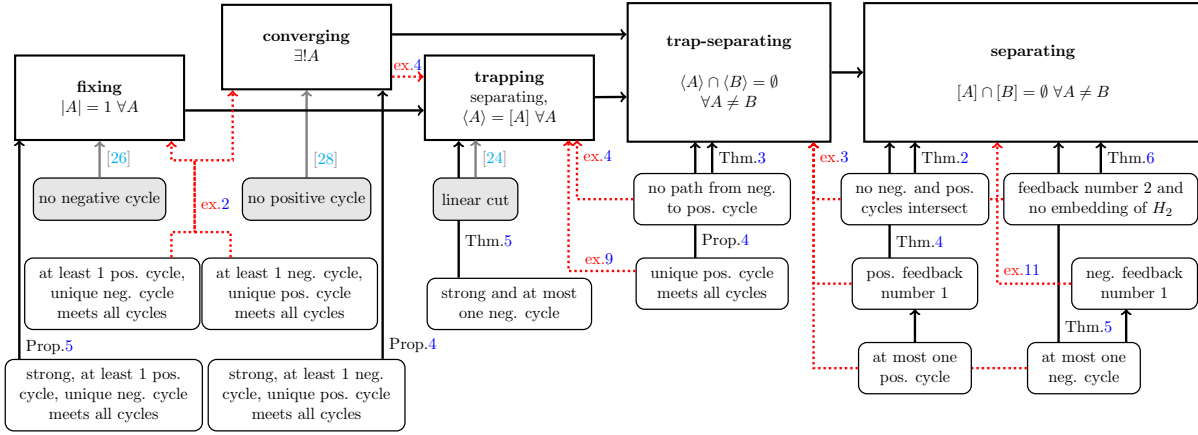 converging
∃!A
fixing
|A| = 1 ∀A
trapping
separating,
⟨A⟩ = [A] ∀A
trap-separating
⟨A⟩ ∩ ⟨B⟩ = ∅
∀A ≠ B
separating
[A] ∩ [B] = ∅ ∀A ≠ B
ex.4
[26]
[28]
[24]
ex.4
Thm.3
ex.3
Thm.2
Thm.6
no negative cycle
ex.2
no positive cycle
linear cut
no path from neg.
to pos. cycle
no neg. and pos.
cycles intersect
feedback number 2 and
no embedding of H₂
Thm.5
ex.9
Prop.4
Thm.4
ex.11
at least 1 pos. cycle,
unique neg. cycle
meets all cycles
at least 1 neg. cycle,
unique pos. cycle
meets all cycles
strong and at most
one neg. cycle
unique pos. cycle
meets all cycles
pos. feedback
number 1
neg. feedback
number 1
Prop.5
Prop.4
Thm.5
strong, at least 1 pos.
cycle, unique neg. cycle
meets all cycles
strong, at least 1 neg.
cycle, unique pos. cycle
meets all cycles
at most one
pos. cycle
at most one
neg. cycle